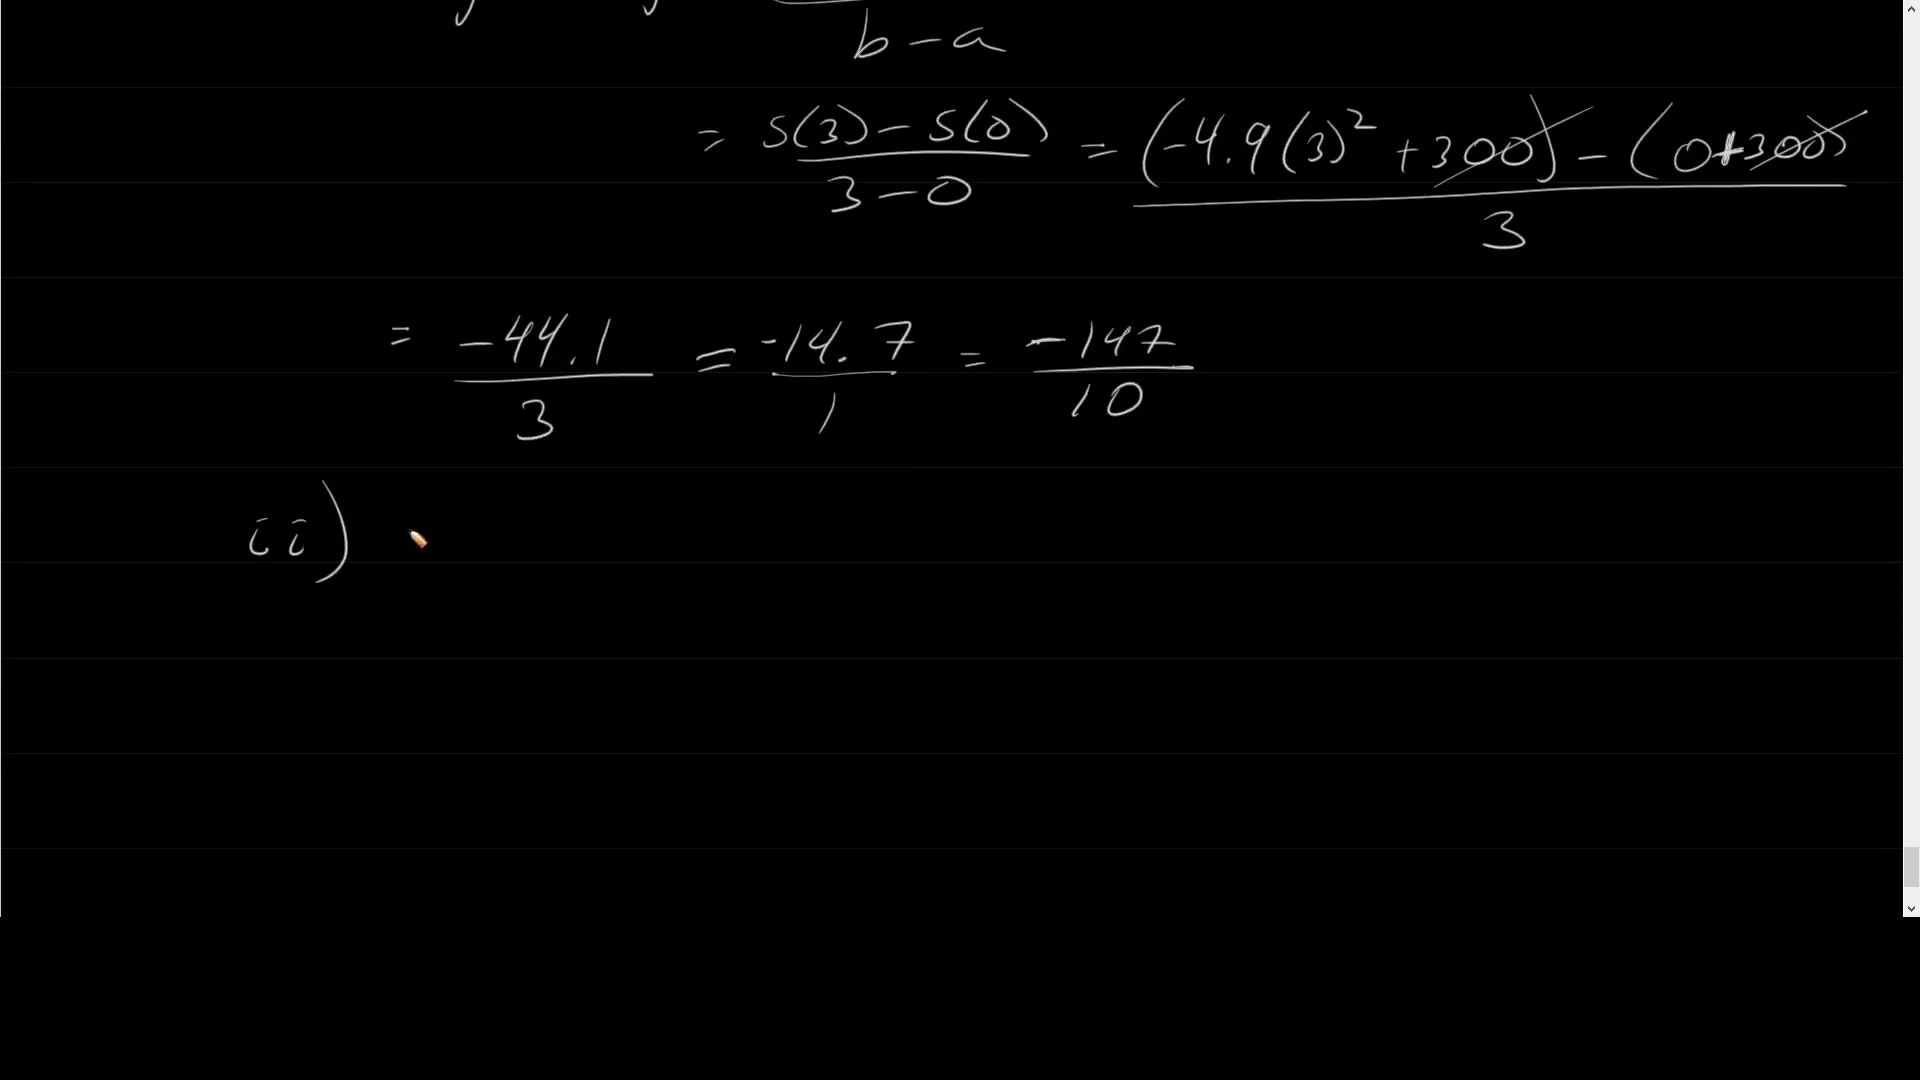 b - a
= S(3) - S(0) / 3 - 0 = (-4.9(3)² + 300) - (0 + 300) / 3
= -44.1 / 3 = -14.7 / 1 = -147 / 10
ii)